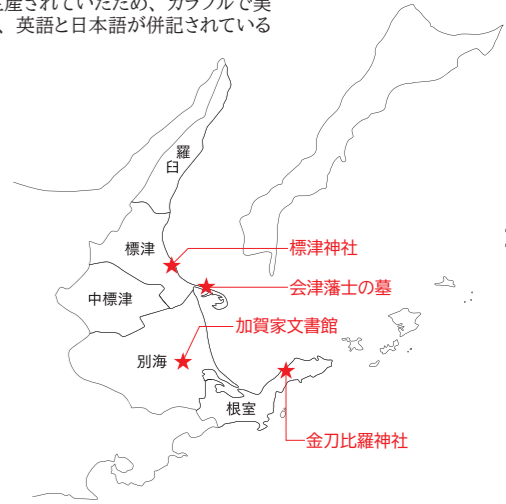 産されていたため、カラフルで美
、英語と日本語が併記されている
羅臼
標津
標津神社
会津藩士の墓
中標津
加賀家文書館
別海
根室
金刀比羅神社